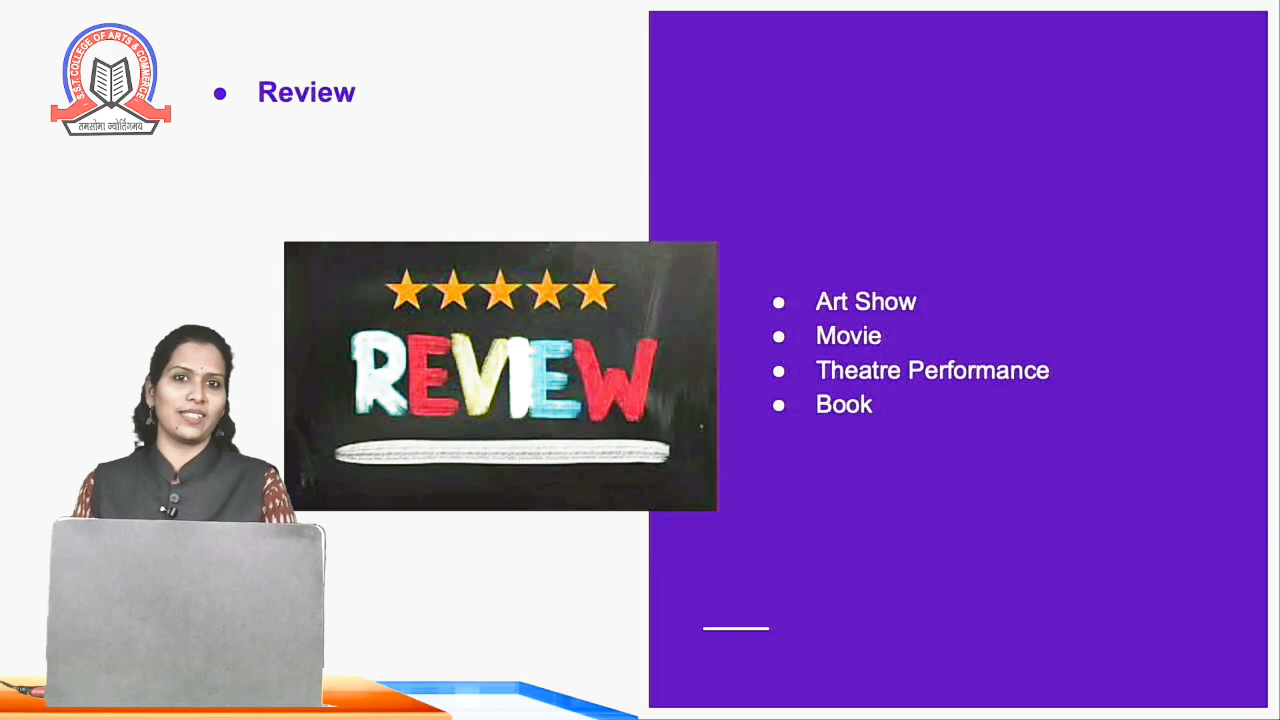 S.S.T. COLLEGE OF ARTS & COMMERCE
तमसोमा ज्योर्तिगमय
Review
REVIEW
Art Show
Movie
Theatre Performance
Book